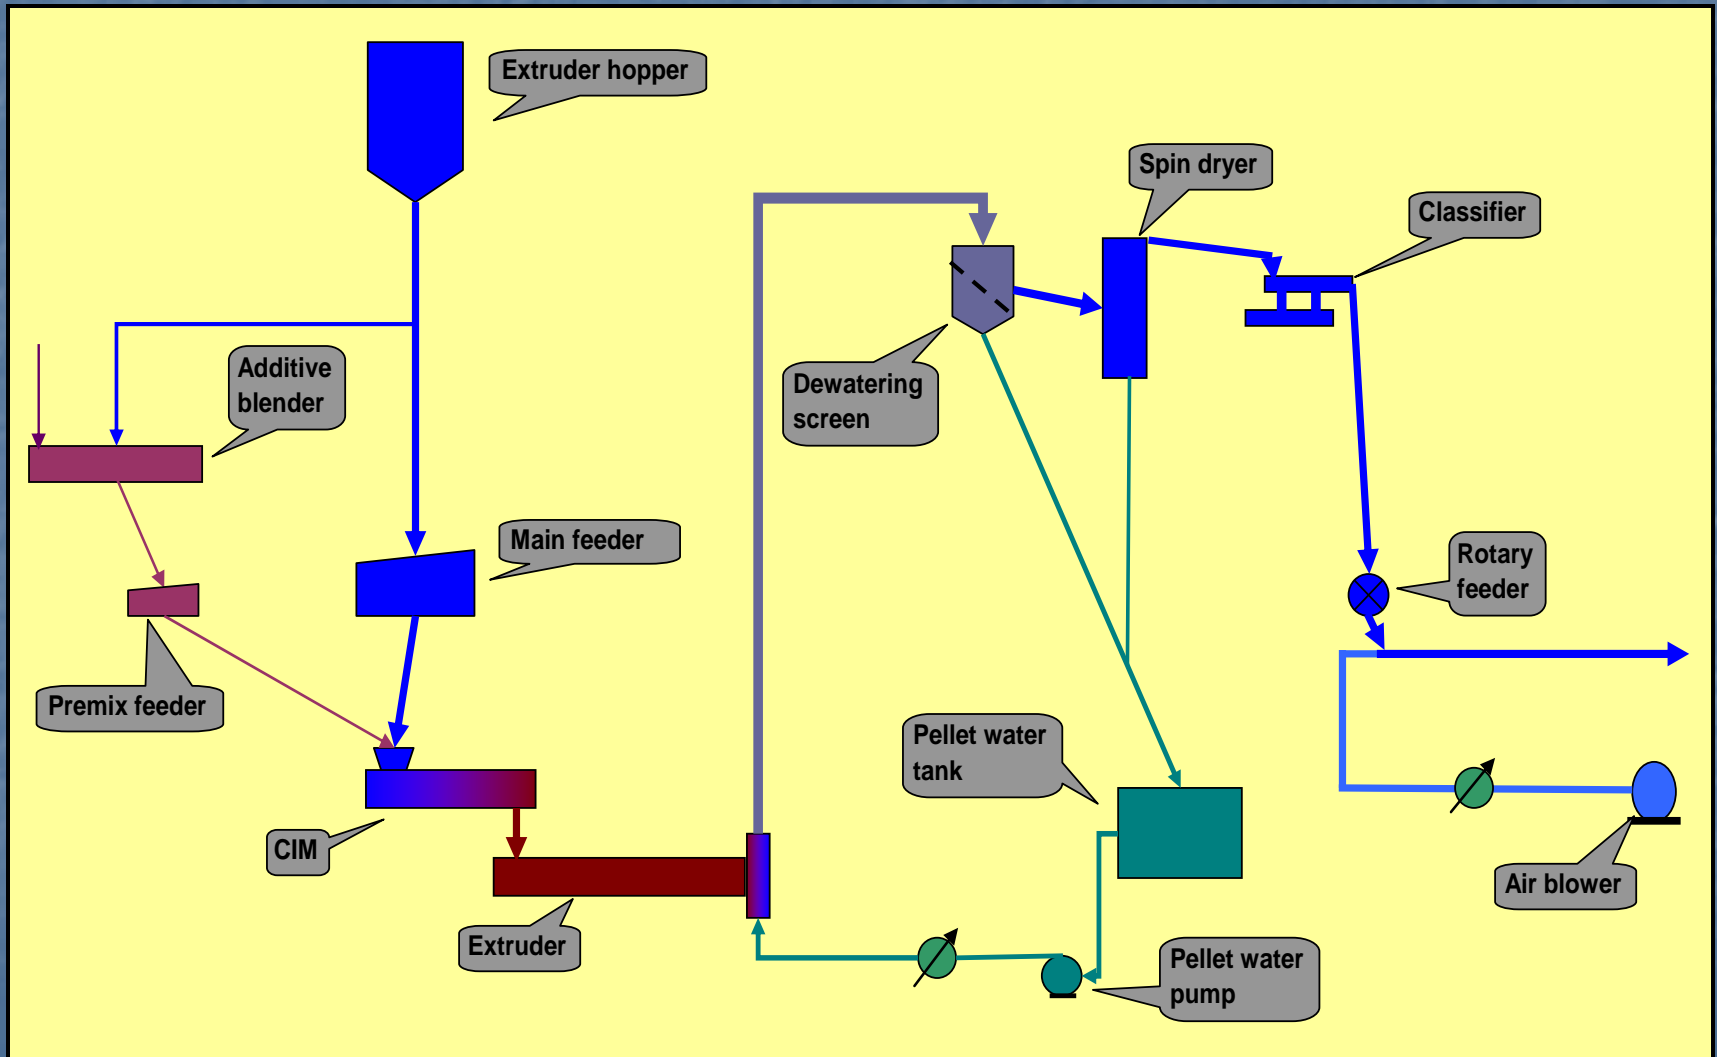 Extruder hopper
Spin dryer
Classifier
Additive
blender
Dewatering
screen
Main feeder
Rotary
feeder
Premix feeder
Pellet water
tank
CIM
Air blower
Extruder
Pellet water
pump